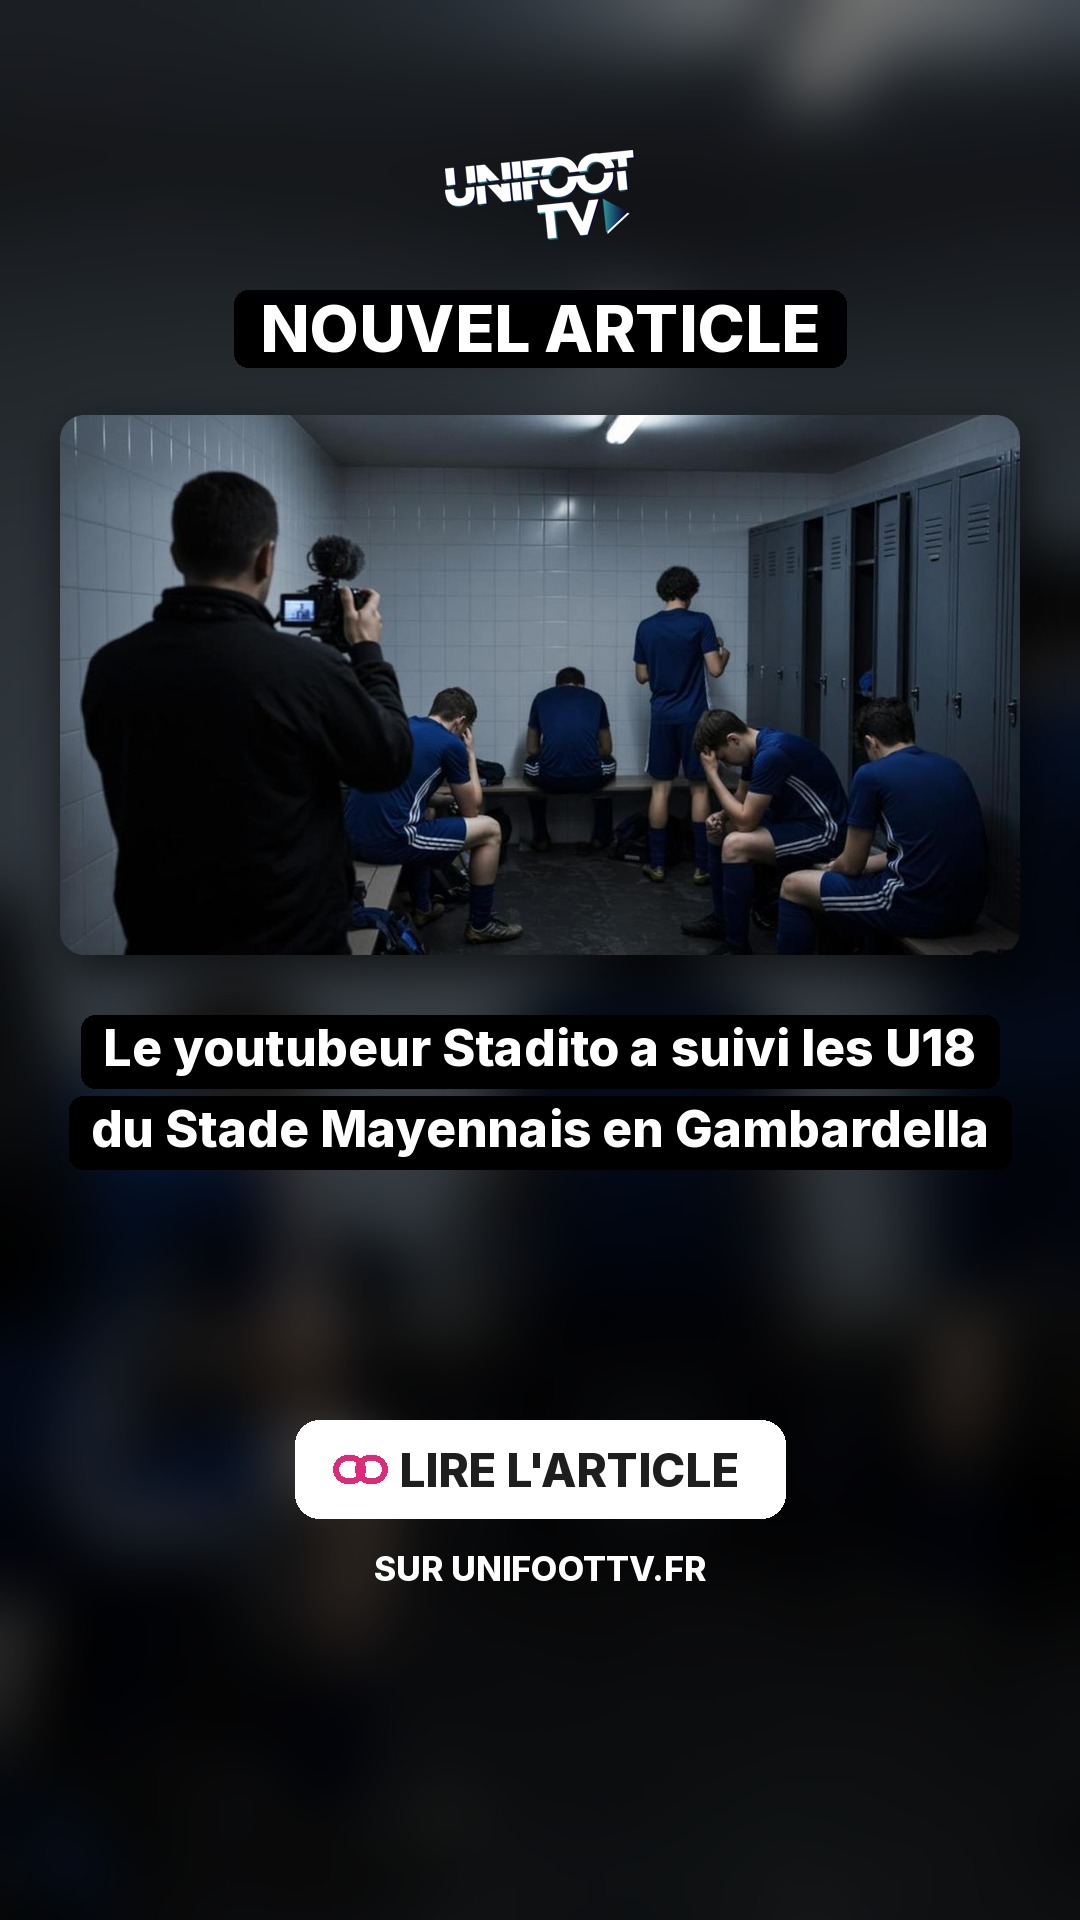 UNIFOOT
TV
NOUVEL ARTICLE
Le youtubeur Stadito a suivi les U18
du Stade Mayennais en Gambardella
LIRE L'ARTICLE
SUR UNIFOOTTV.FR